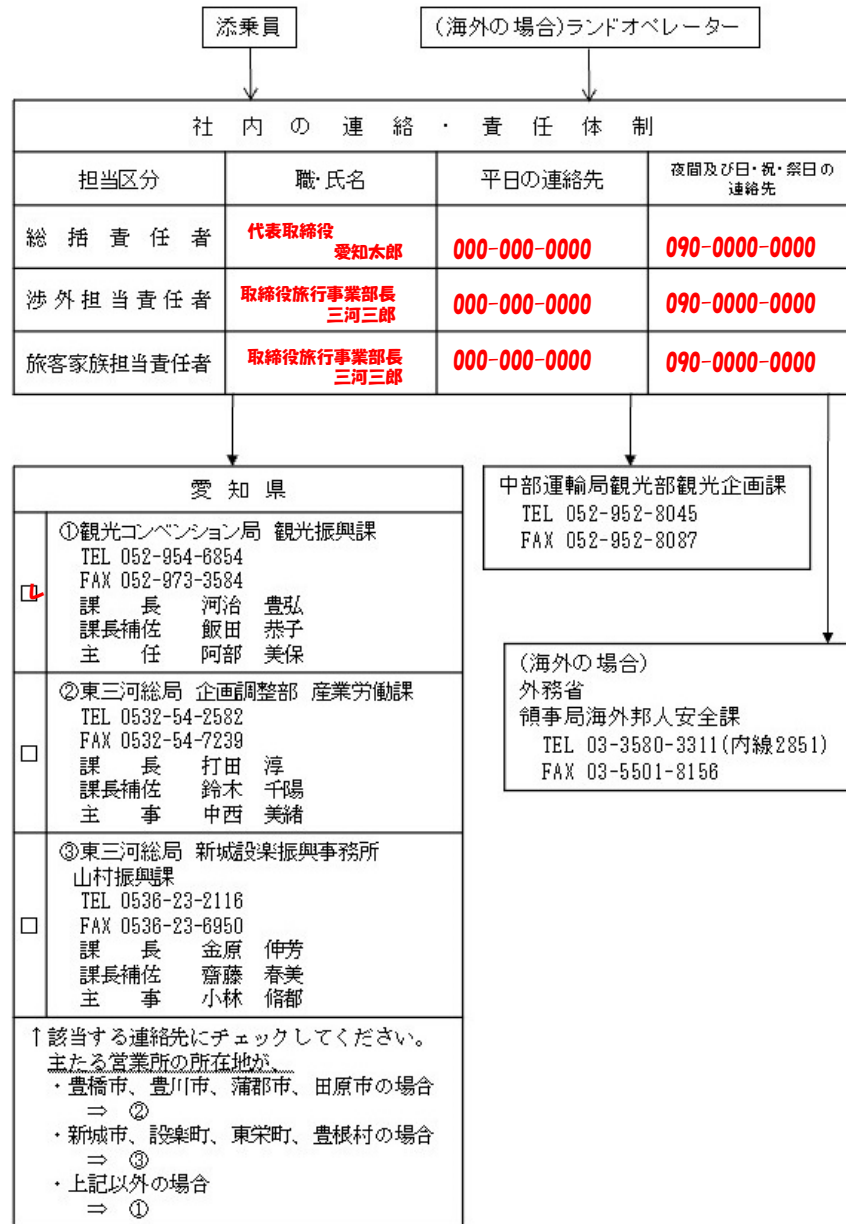 添乗員
(海外の場合)ランドオペレーター
社内の連絡・責任体制
担当区分 職・氏名 平日の連絡先 夜間及び日・祝・祭日の
連絡先
総括責任者 代表取締役
愛知太郎 000-000-0000 090-0000-0000
渉外担当責任者 取締役旅行事業部長
三河三郎 000-000-0000 090-0000-0000
旅客家族担当責任者 取締役旅行事業部長
三河三郎 000-000-0000 090-0000-0000
愛知県
①観光コンベンション局 観光振興課
TEL 052-954-6854
FAX 052-973-3584
課長 河治 豊弘
課長補佐 飯田 恭子
主任 阿部 美保
②東三河総局 企画調整部 産業労働課
TEL 0532-54-2582
FAX 0532-54-7239
課長 打田 淳
課長補佐 鈴木 千陽
主事 中西 美緒
③東三河総局 新城設楽振興事務所
山村振興課
TEL 0536-23-2116
FAX 0536-23-6950
課長 金原 伸芳
課長補佐 齋藤 春美
主事 小林 脩都
↑該当する連絡先にチェックしてください。
主たる営業所の所在地が、
・豊橋市、豊川市、蒲郡市、田原市の場合
⇒ ②
・新城市、設楽町、東栄町、豊根村の場合
⇒ ③
・上記以外の場合
⇒ ①
中部運輸局観光部観光企画課
TEL 052-952-8045
FAX 052-952-8087
(海外の場合)
外務省
領事局海外邦人安全課
TEL 03-3580-3311(内線2851)
FAX 03-5501-8156